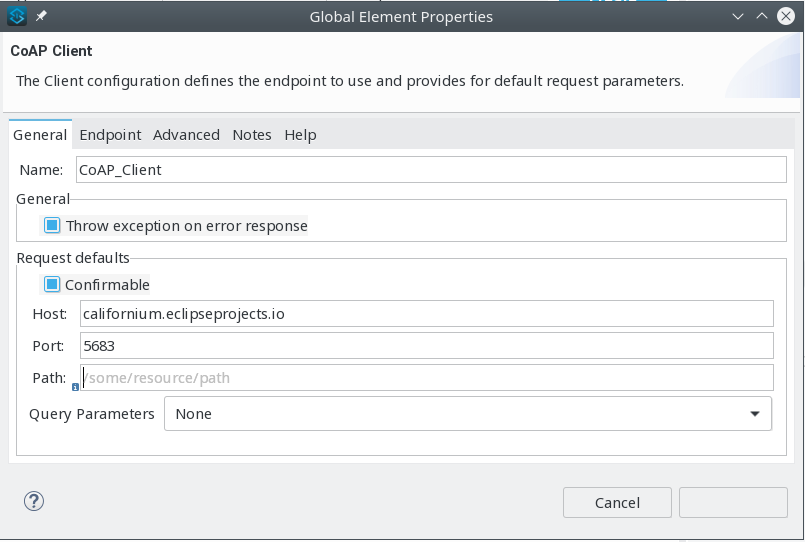 Global Element Properties
CoAP Client
The Client configuration defines the endpoint to use and provides for default request parameters.
General Endpoint Advanced Notes Help
Name: CoAP_Client
General
Throw exception on error response
Request defaults
Confirmable
Host: californium.eclipseprojects.io
Port: 5683
Path: /some/resource/path
Query Parameters None
Cancel